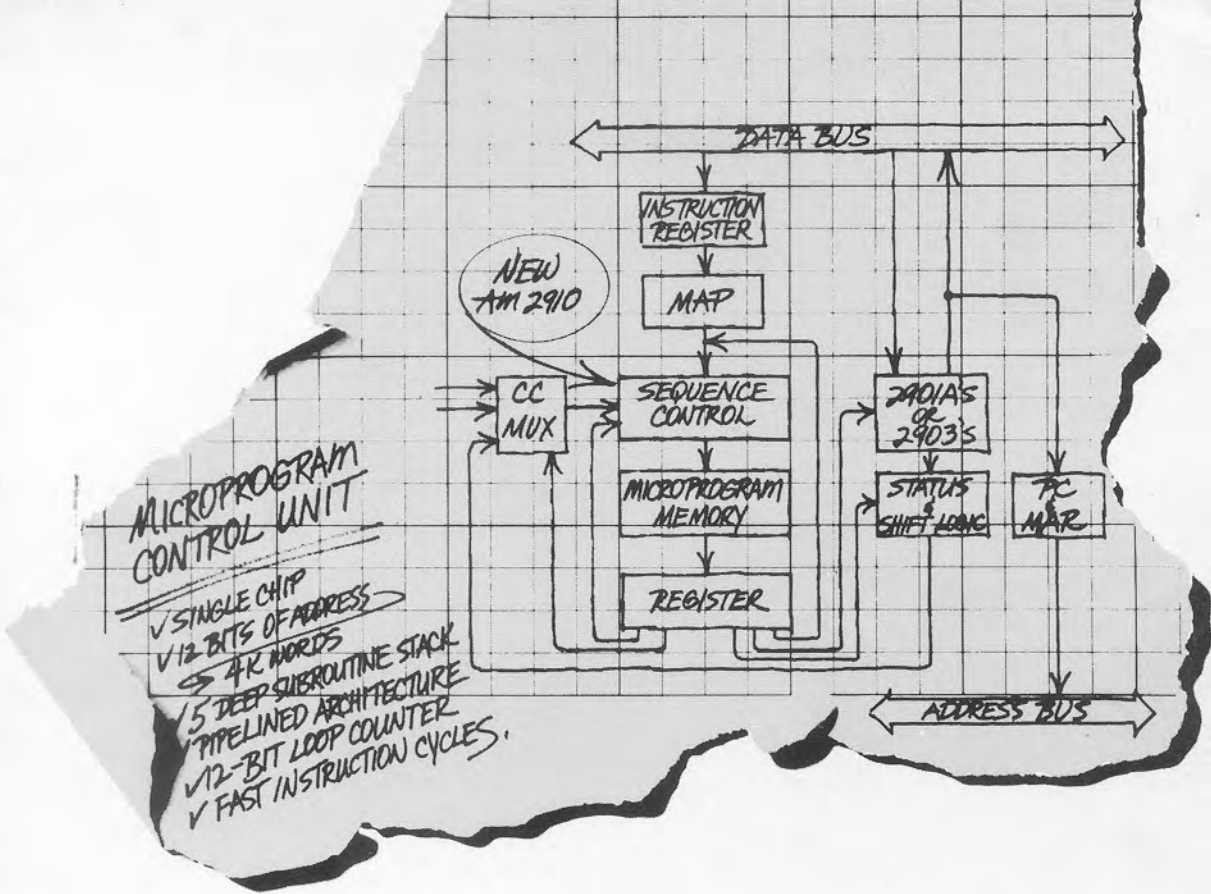 DATA BUS
INSTRUCTION
REGISTER
NEW
AM 2910
MAP
CC
MUX
SEQUENCE
CONTROL
2901A'S
OR
2903'S
MICROPROGRAM
MEMORY
STATUS
&
SHIFT LOGIC
PC
&
MAR
REGISTER
ADDRESS BUS
MICROPROGRAM
CONTROL UNIT
✓ SINGLE CHIP
✓ 12 BITS OF ADDRESS
4K WORDS
✓ 5 DEEP SUBROUTINE STACK
✓ PIPELINED ARCHITECTURE
✓ 12-BIT LOOP COUNTER
✓ FAST INSTRUCTION CYCLES.